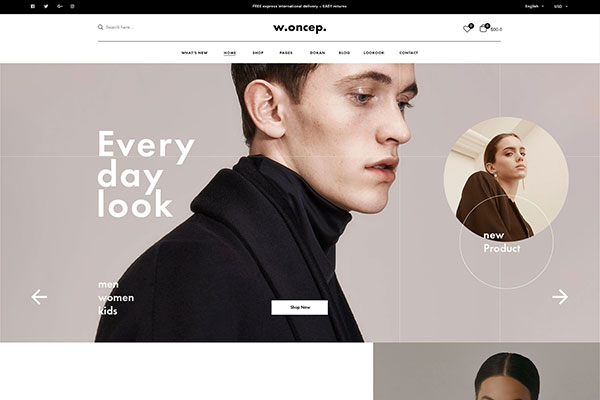 FREE express international delivery + EASY returns
English
USD
Search here...
w.oncep.
0
0
$00.0
WHAT'S NEW
HOME
SHOP
PAGES
DOKAN
BLOG
LOOKBOOK
CONTACT
Every
day
look
new
Product
men
women
kids
Shop Now